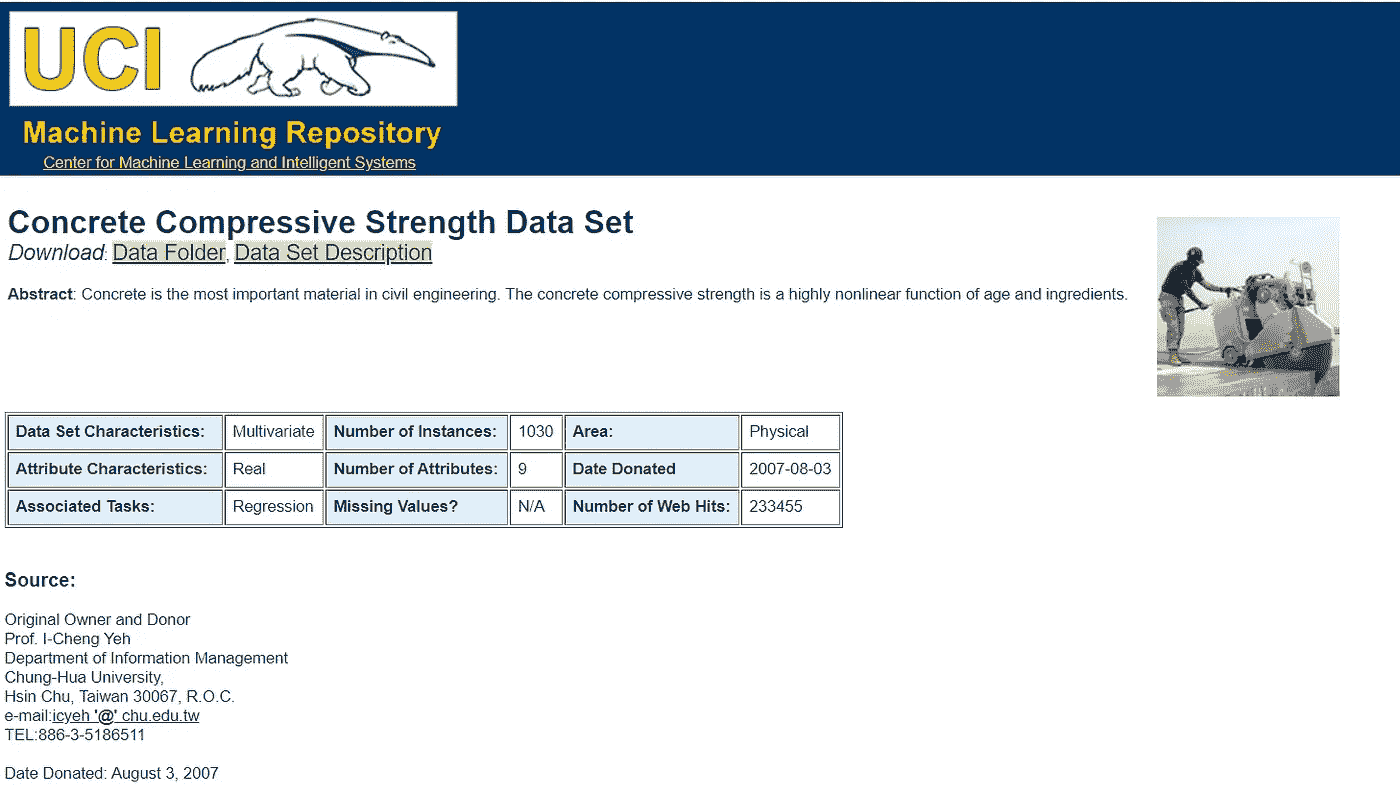 UCI
Machine Learning Repository
Center for Machine Learning and Intelligent Systems
Concrete Compressive Strength Data Set
Download: Data Folder, Data Set Description
Abstract: Concrete is the most important material in civil engineering. The concrete compressive strength is a highly nonlinear function of age and ingredients.
Data Set Characteristics: Multivariate Number of Instances: 1030 Area: Physical
Attribute Characteristics: Real Number of Attributes: 9 Date Donated 2007-08-03
Associated Tasks: Regression Missing Values? N/A Number of Web Hits: 233455
Source:
Original Owner and Donor
Prof. I-Cheng Yeh
Department of Information Management
Chung-Hua University,
Hsin Chu, Taiwan 30067, R.O.C.
e-mail:icyeh '@' chu.edu.tw
TEL:886-3-5186511
Date Donated: August 3, 2007